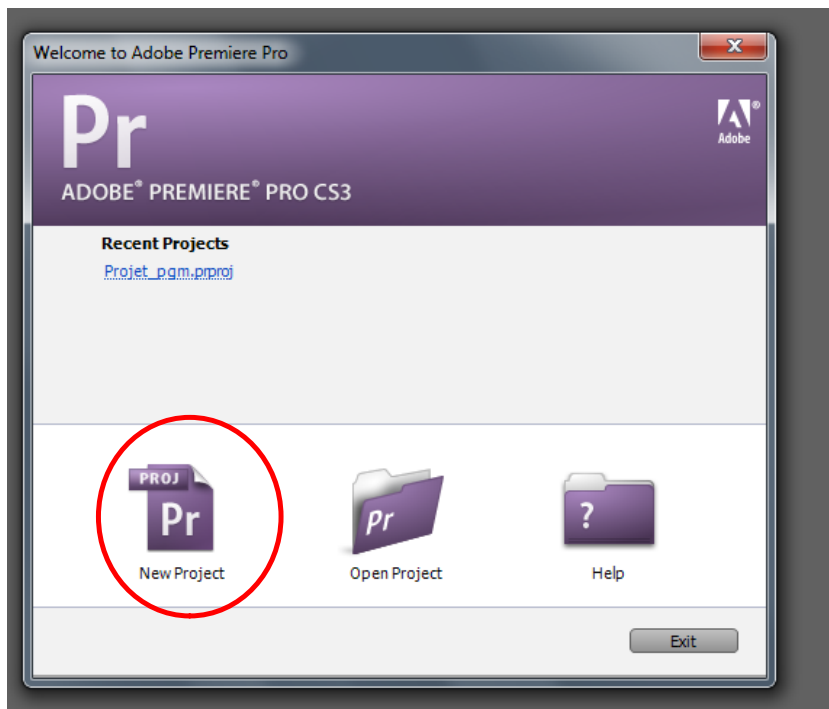 Welcome to Adobe Premiere Pro
Pr
Adobe®
ADOBE® PREMIERE® PRO CS3
Recent Projects
Projet_pgm.prproj
PROJ
Pr
Pr
?
New Project
Open Project
Help
Exit